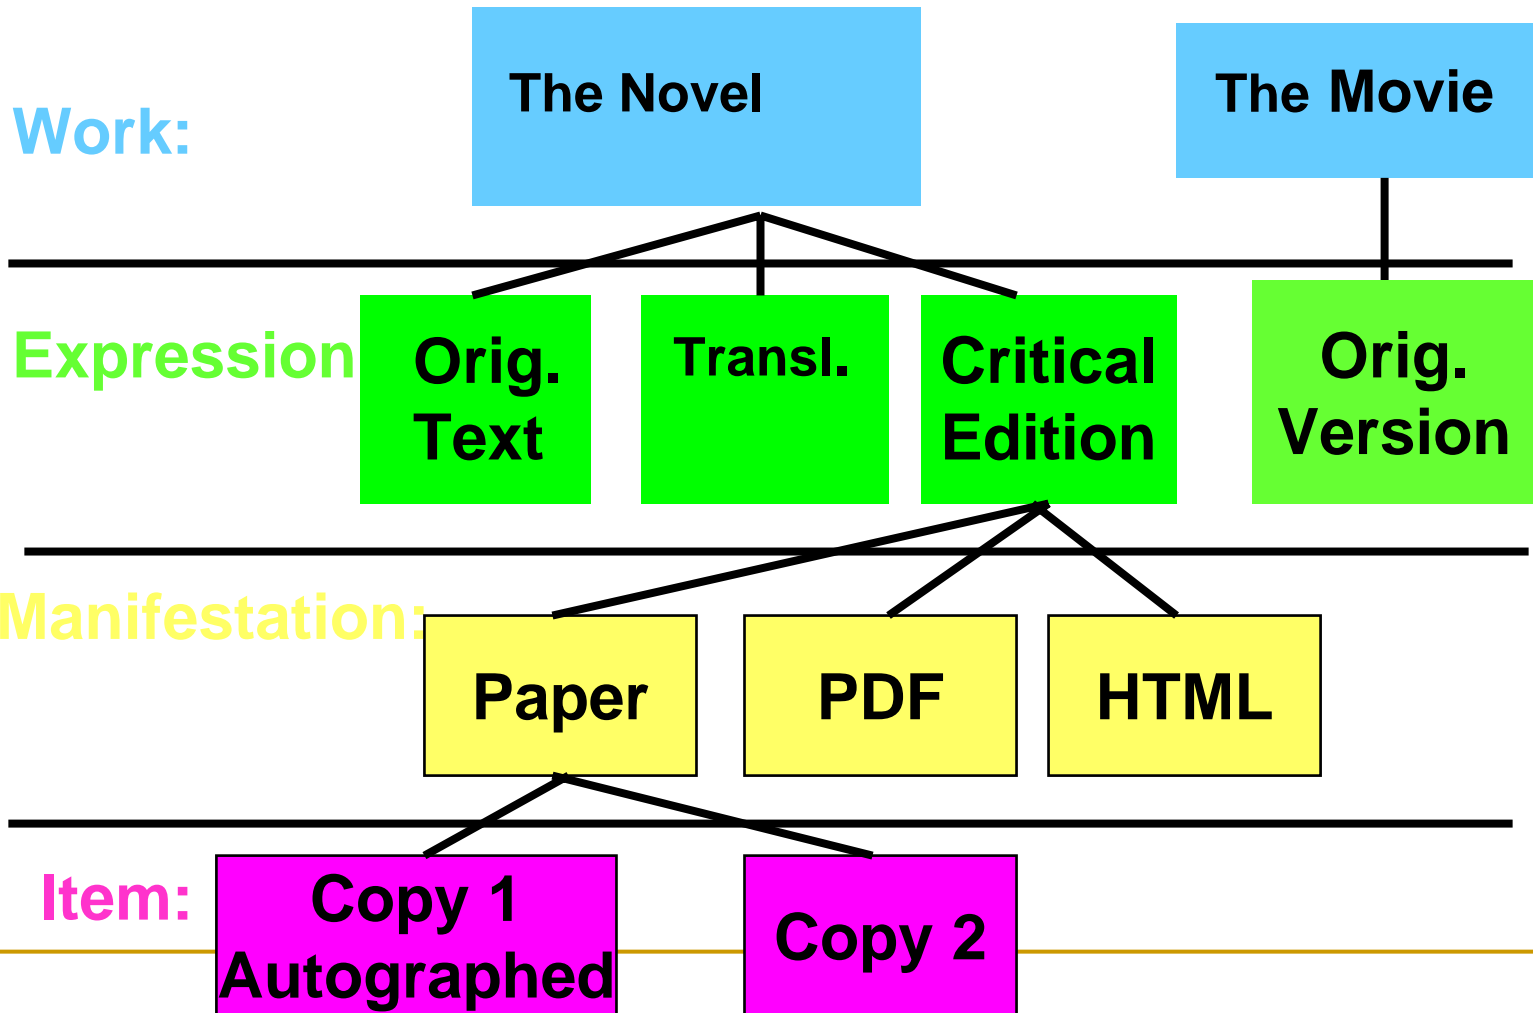 The Novel
The Movie
Work:
Expression
Orig.
Text
Transl.
Critical
Edition
Orig.
Version
Manifestation:
Paper
PDF
HTML
Item:
Copy 1
Autographed
Copy 2